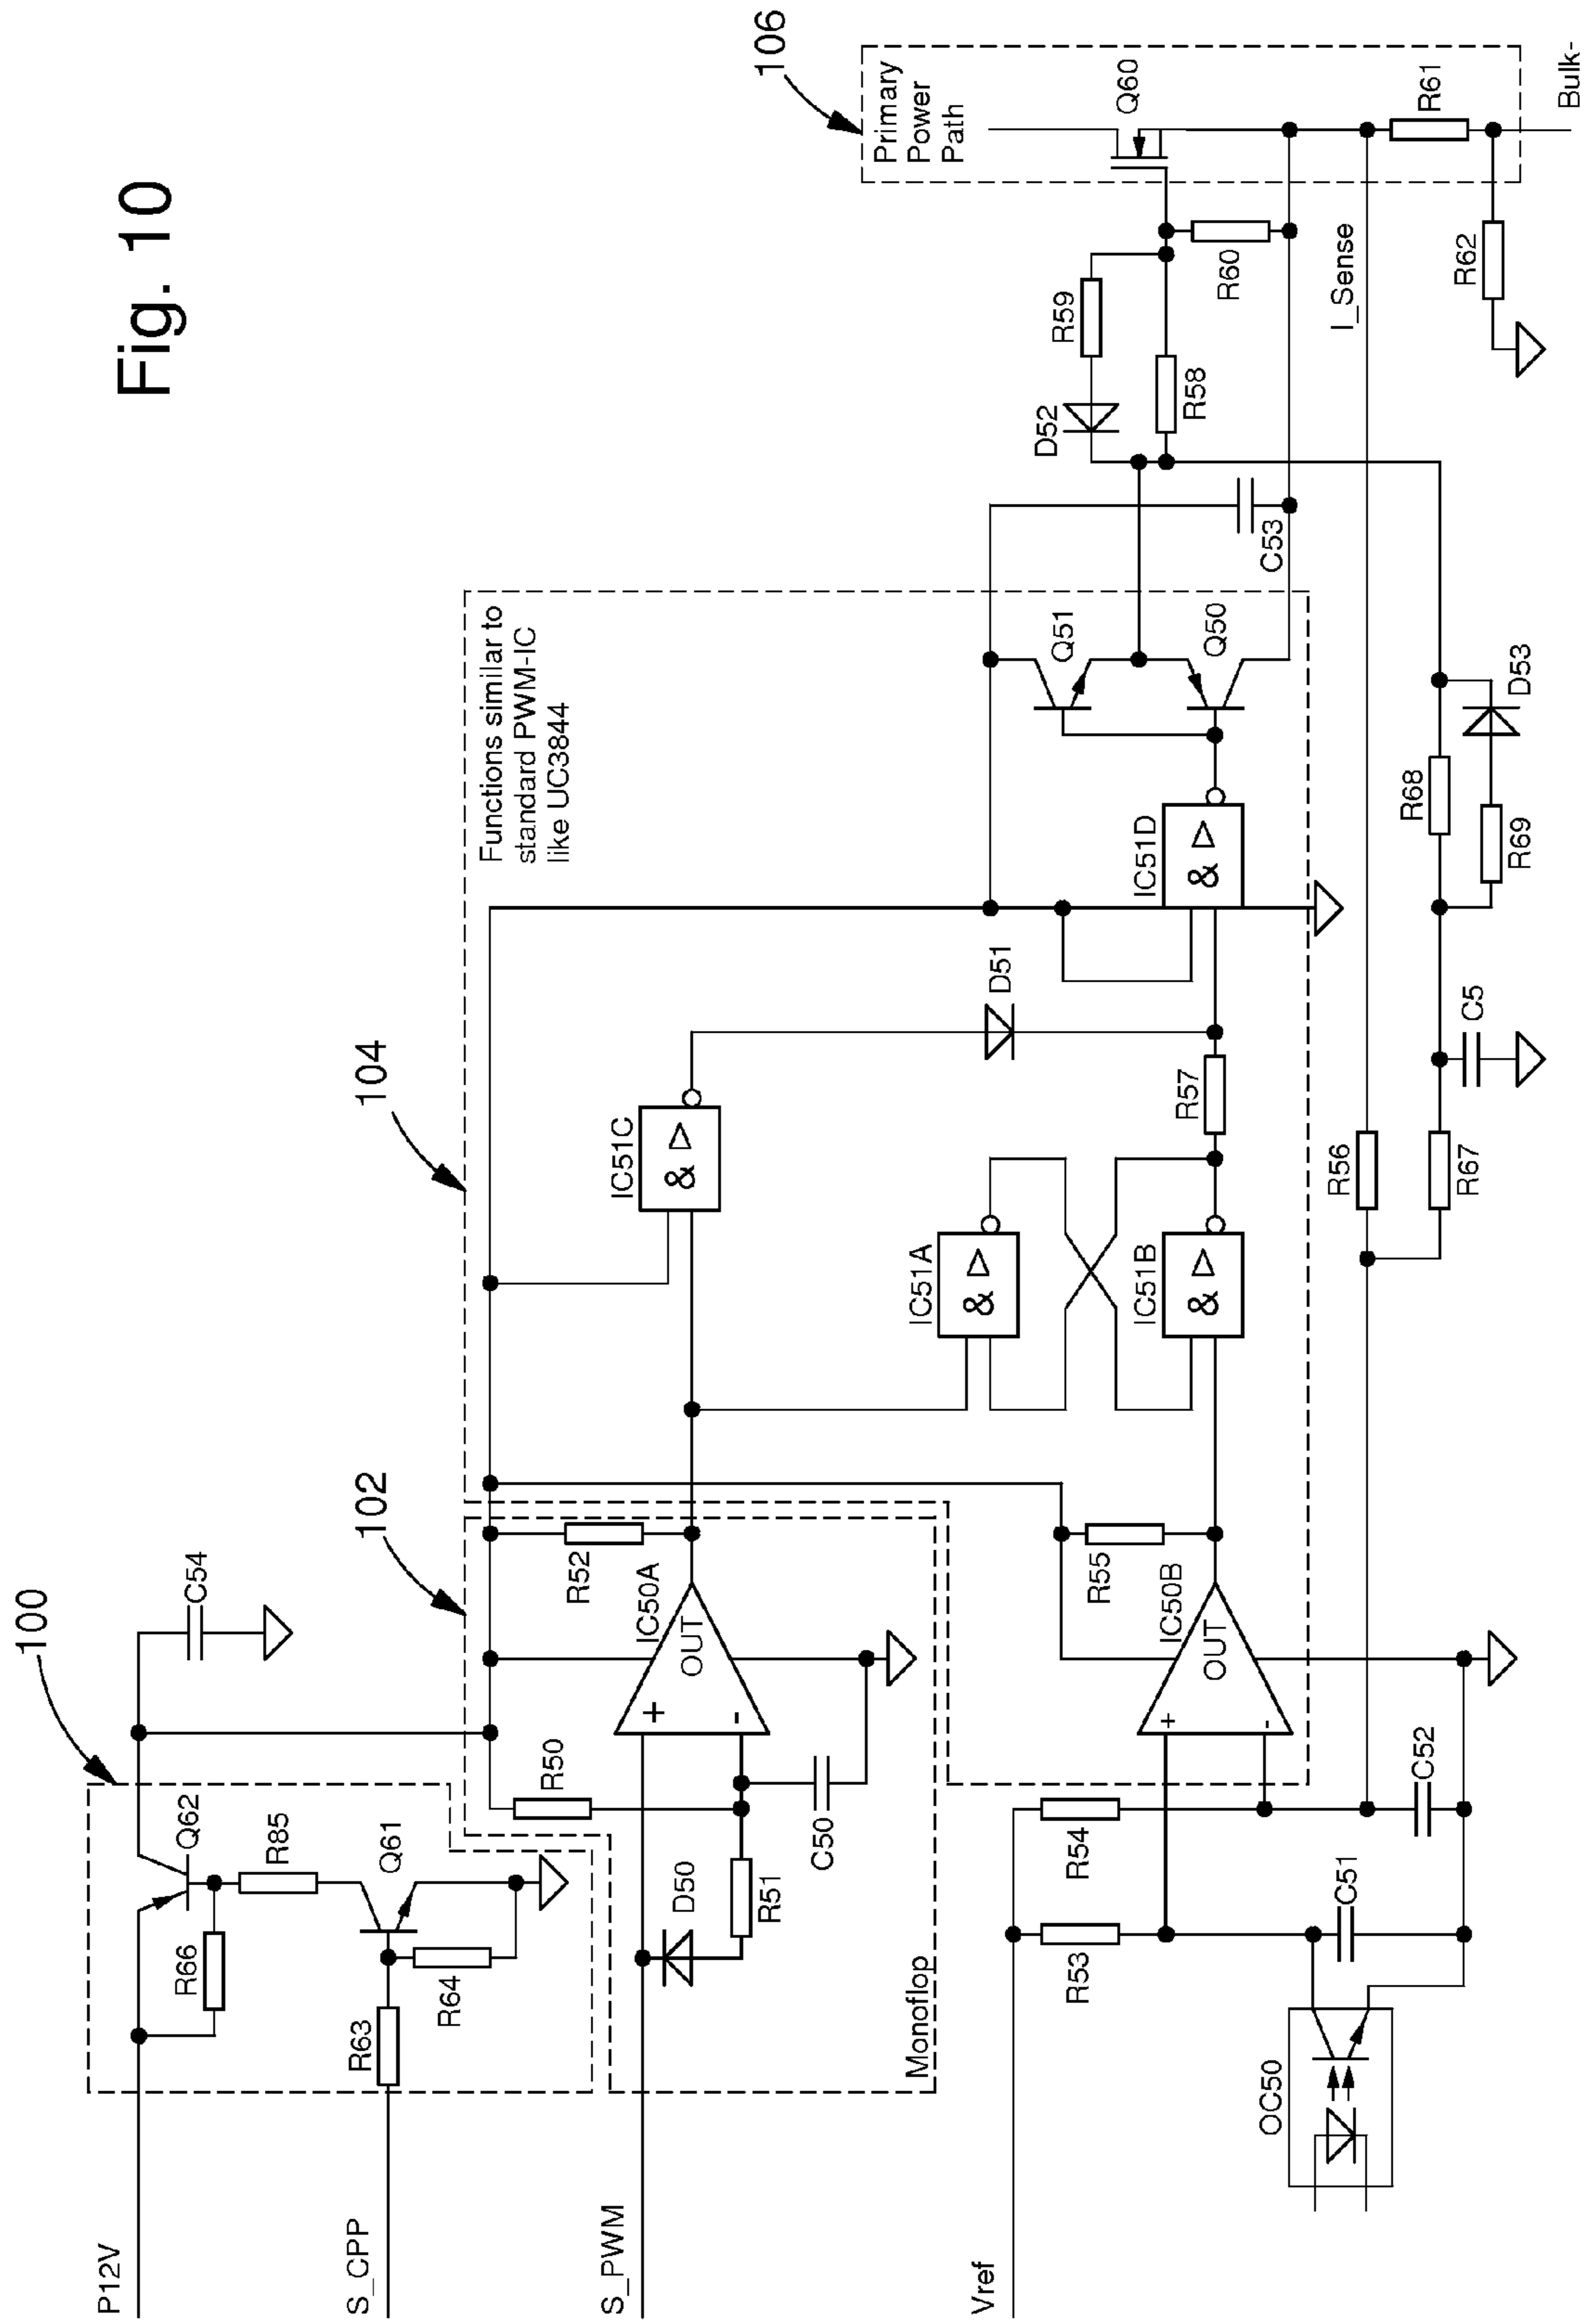 Fig. 10
100
102
104
106
P12V
S_CPP
S_PWM
Vref
R66
Q62
R85
R63
R64
Q61
C54
D50
R51
R50
C50
Monoflop
+
-
OUT
IC50A
R52
R53
R54
OC50
C51
C52
+
-
OUT
IC50B
R55
Functions similar to
standard PWM-IC
like UC3844
IC51C
&
IC51A
&
IC51B
&
R57
D51
IC51D
&
Q51
Q50
C53
D52
R59
R58
R60
Primary
Power
Path
Q60
R61
Bulk-
R62
I_Sense
R56
R67
C5
R68
R69
D53